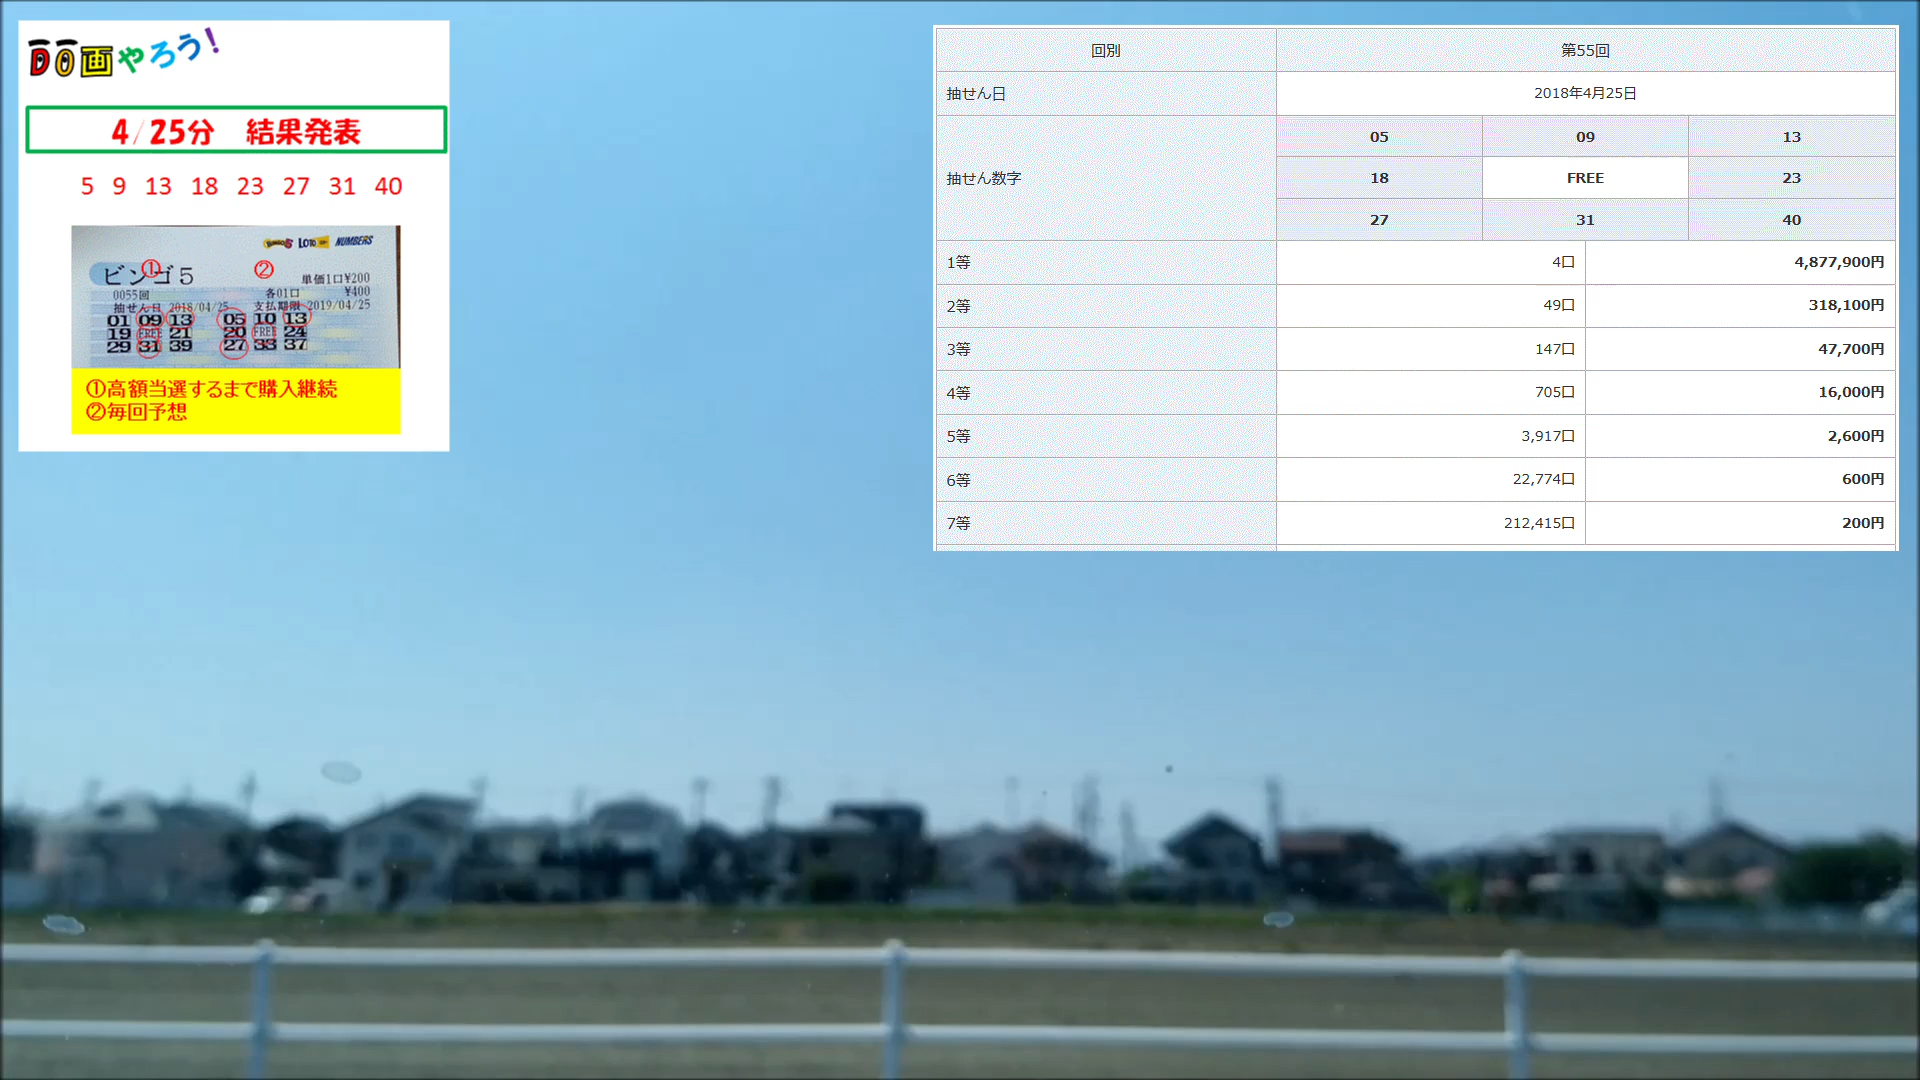 DO画やろう!
4/25分 結果発表
5 9 13 18 23 27 31 40
BINGO5 LOTO NUMBERS
① ②
ビンゴ5 単価1口¥200
0055回 各01口 ¥400
抽せん日 2018/04/25 支払期限 2019/04/25
01 09 13 05 10 13
19 FREE 21 20 FREE 24
29 31 39 27 33 37
①高額当選するまで購入継続
②毎回予想
回別 第55回
抽せん日 2018年4月25日
抽せん数字
05 09 13
18 FREE 23
27 31 40
1等 4口 4,877,900円
2等 49口 318,100円
3等 147口 47,700円
4等 705口 16,000円
5等 3,917口 2,600円
6等 22,774口 600円
7等 212,415口 200円